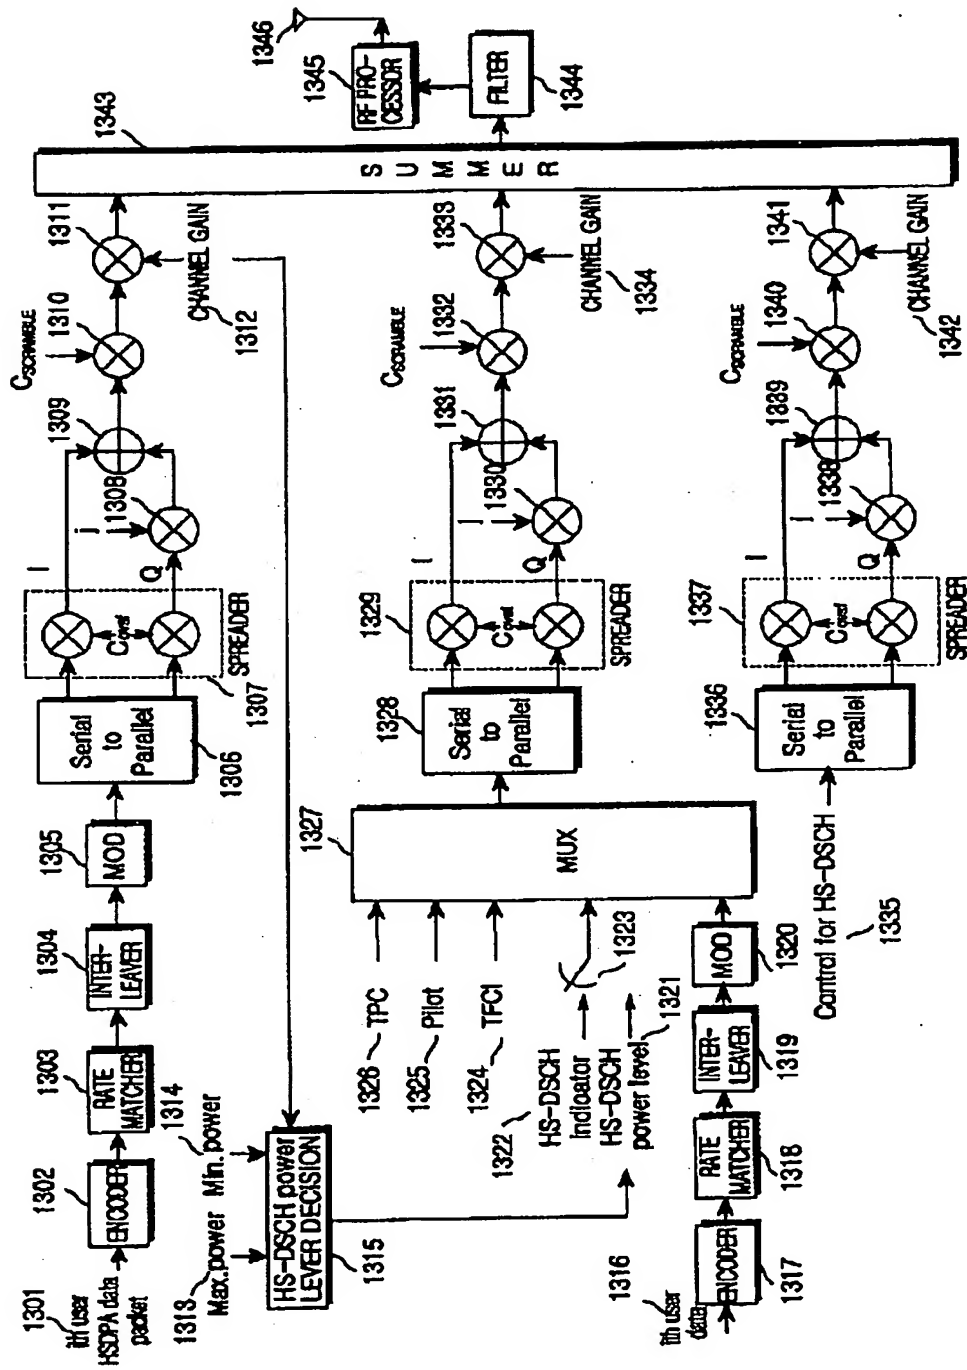 1301
ith user
HSDPA data
packet
1302
ENCODER
1303
RATE
MATCHER
1304
INTER-
LEAVER
1305
MOD
Serial
to
Parallel
1306
1307
SPREADER
Covsf
I
Q
j
1308
1309
CSCRAMBLE
1310
1311
CHANNEL GAIN
1312
1313
Max.power
Min.power
1314
HS-DSCH power
LEVER DECISION
1315
1326
TPC
1325
Pilot
1324
TFCI
1322
HS-DSCH
Indicator
1323
HS-DSCH
power level
1321
1316
ith user
data
ENCODER
1317
RATE
MATCHER
1318
INTER-
LEAVER
1319
MOD
1320
1327
MUX
1328
Serial
to
Parallel
1329
SPREADER
Covsf
I
Q
j
1330
1331
CSCRAMBLE
1332
1333
CHANNEL GAIN
1334
Control for HS-DSCH
1335
1336
Serial
to
Parallel
1337
SPREADER
Covsf
I
Q
j
1338
1339
CSCRAMBLE
1340
1341
CHANNEL GAIN
1342
1343
SUMMER
FILTER
1344
1345
RF PRO-
CESSOR
1346